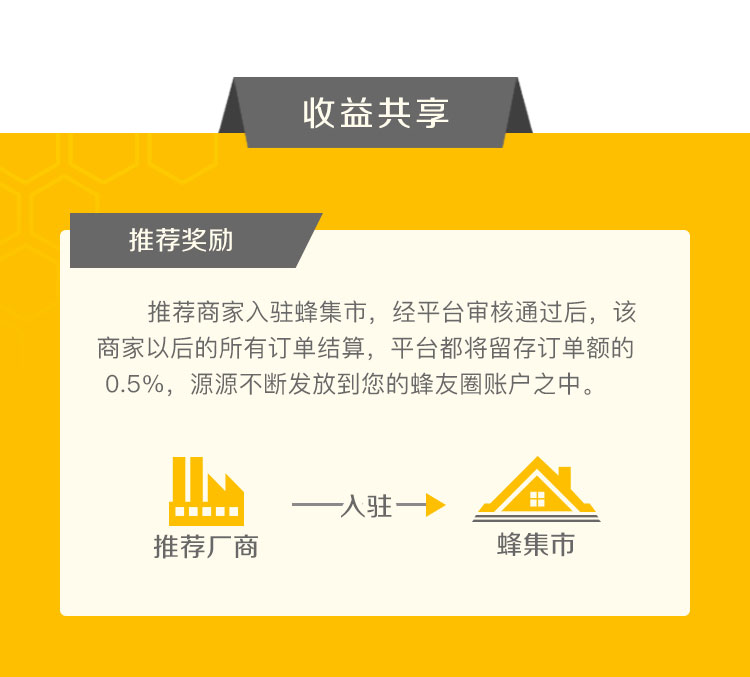 收益共享
推荐奖励
推荐商家入驻蜂集市，经平台审核通过后，该
商家以后的所有订单结算，平台都将留存订单额的
0.5%，源源不断发放到您的蜂友圈账户之中。
入驻
推荐厂商
蜂集市